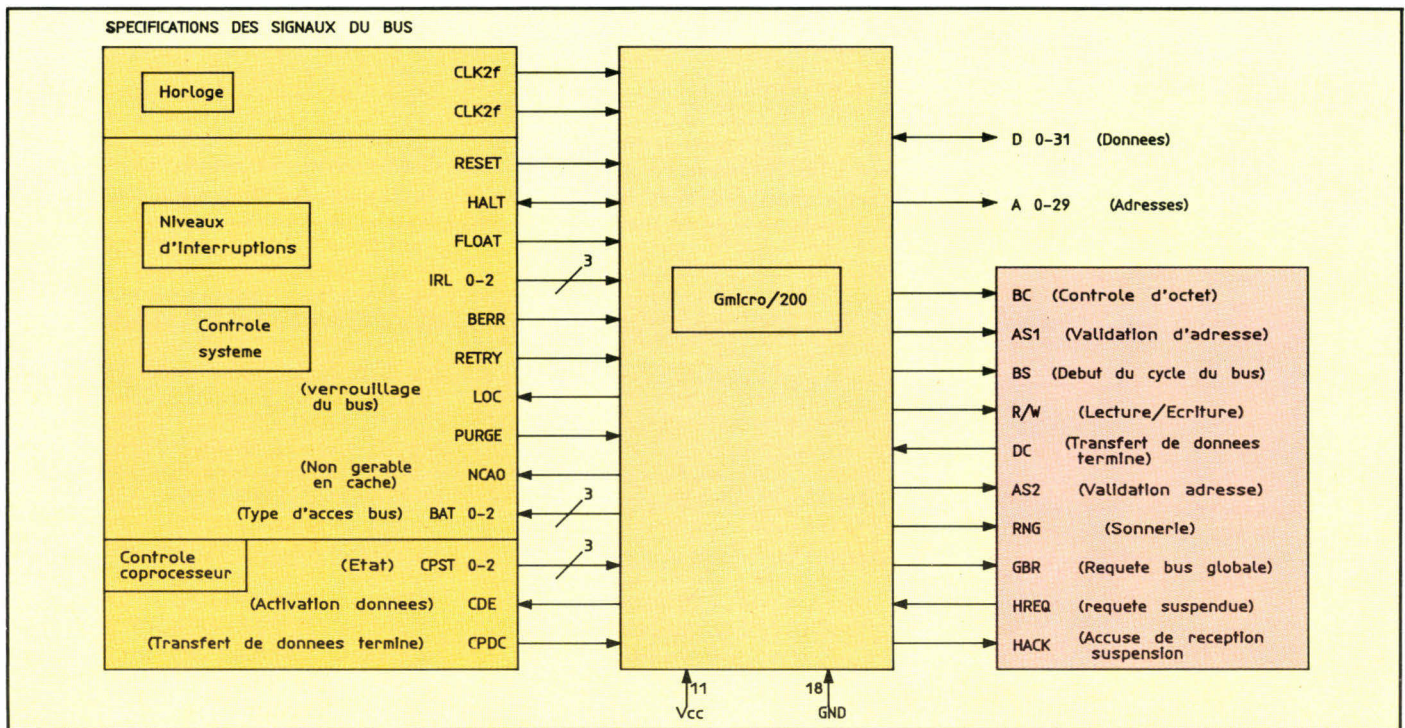 SPECIFICATIONS DES SIGNAUX DU BUS
Horloge
CLK2f
CLK2f
RESET
HALT
Niveaux
d'interruptions
FLOAT
IRL 0-2
3
BERR
Controle
systeme
RETRY
(verrouillage
du bus)
LOC
PURGE
(Non gerable
en cache)
NCAO
(Type d'acces bus) BAT 0-2
3
Controle
coprocesseur
(Etat) CPST 0-2
3
(Activation donnees) CDE
(Transfert de donnees termine) CPDC
Gmicro/200
11
Vcc
18
GND
D 0-31 (Donnees)
A 0-29 (Adresses)
BC (Controle d'octet)
AS1 (Validation d'adresse)
BS (Debut du cycle du bus)
R/W (Lecture/Ecriture)
DC (Transfert de donnees
termine)
AS2 (Validation adresse)
RNG (Sonnerie)
GBR (Requete bus globale)
HREQ (requete suspendue)
HACK (Accuse de reception
suspension